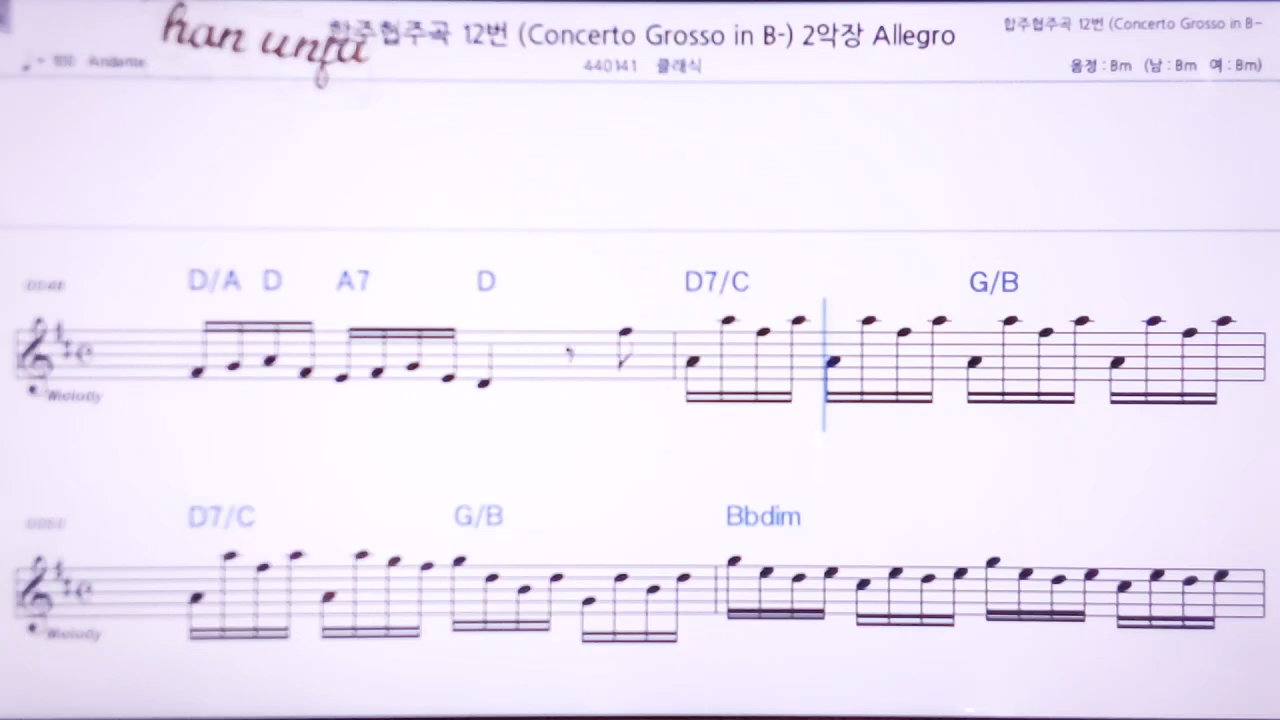 han unfa
합주협주곡 12번 (Concerto Grosso in B-) 2악장 Allegro
합주협주곡 12번 (Concerto Grosso in B-
Andante
440141 클래식
음정 : Bm (남 : Bm 여 : Bm)
D/A D A7 D D7/C G/B
Melody
D7/C G/B Bbdim
Melody